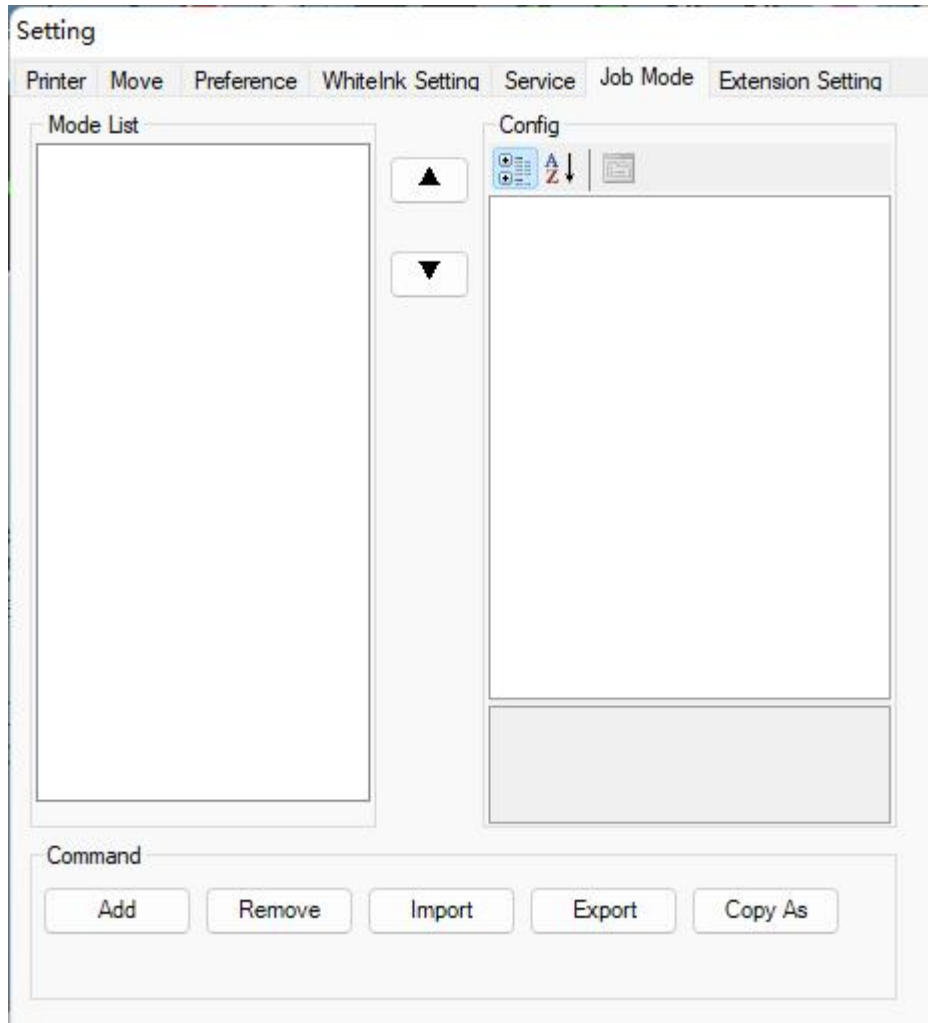 Setting
Printer Move Preference WhiteInk Setting Service Job Mode Extension Setting
Mode List
Config
A
Z
Command
Add Remove Import Export Copy As